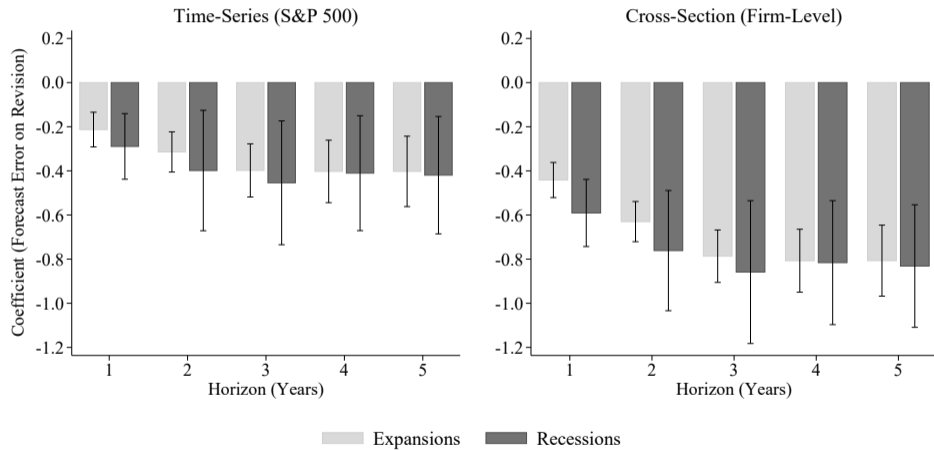 Time-Series (S&P 500)
Cross-Section (Firm-Level)
Coefficient (Forecast Error on Revision)
0.2
0.0
-0.2
-0.4
-0.6
-0.8
-1.0
-1.2
1 2 3 4 5
Horizon (Years)
0.2
0.0
-0.2
-0.4
-0.6
-0.8
-1.0
-1.2
1 2 3 4 5
Horizon (Years)
Expansions Recessions